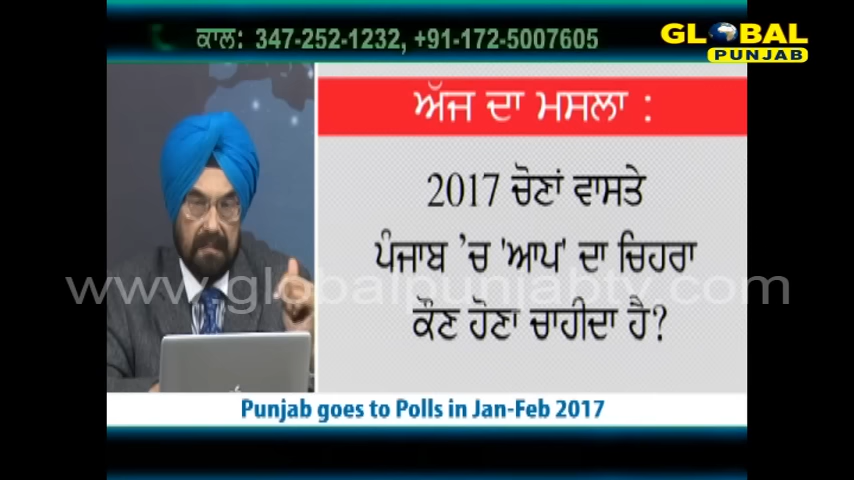 ਕਾਲ: 347-252-1232, +91-172-5007605
GLOBAL
PUNJAB
ਅੱਜ ਦਾ ਮਸਲਾ :
2017 ਚੋਣਾਂ ਵਾਸਤੇ
ਪੰਜਾਬ 'ਚ 'ਆਪ' ਦਾ ਚਿਹਰਾ
www.globalpunjabtv.com
ਕੌਣ ਹੋਣਾ ਚਾਹੀਦਾ ਹੈ?
Punjab goes to Polls in Jan-Feb 2017